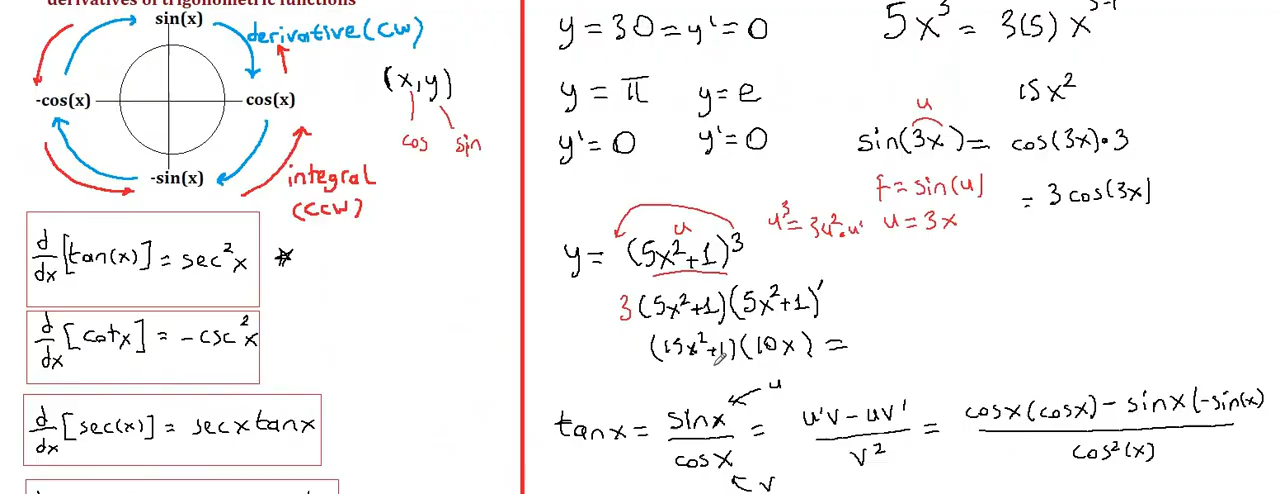 derivatives of trigonometric functions
sin(x)
derivative(CW)
-cos(x)
cos(x)
(x,y)
cos sin
-sin(x)
integral
(CCW)
d/dx [tan(x)] = sec²x *
d/dx [cotx] = -csc²x
d/dx [sec(x)] = secxtanx
y = 30 = y' = 0
y = π y = e
y' = 0 y' = 0
5x³ = 3(5) x³⁻¹
15x²
u
sin(3x) = cos(3x)·3
f = sin(u)
= 3 cos(3x)
u³ = 3u²·u' u = 3x
u
y = (5x²+1)³
3(5x²+1)(5x²+1)'
(15x²+1)(10x) =
tanx = sinx/cosx = (u'v - uv')/v² = (cosx(cosx) - sinx(-sin(x))/cos²(x)
u
v